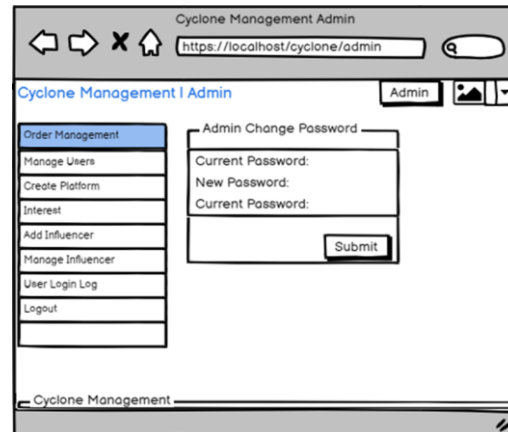 Cyclone Management Admin
https://localhost/cyclone/admin
Cyclone Management I Admin
Admin
Order Management
Manage Users
Create Platform
Interest
Add Influencer
Manage Influencer
User Login Log
Logout
Admin Change Password
Current Password:
New Password:
Current Password:
Submit
Cyclone Management